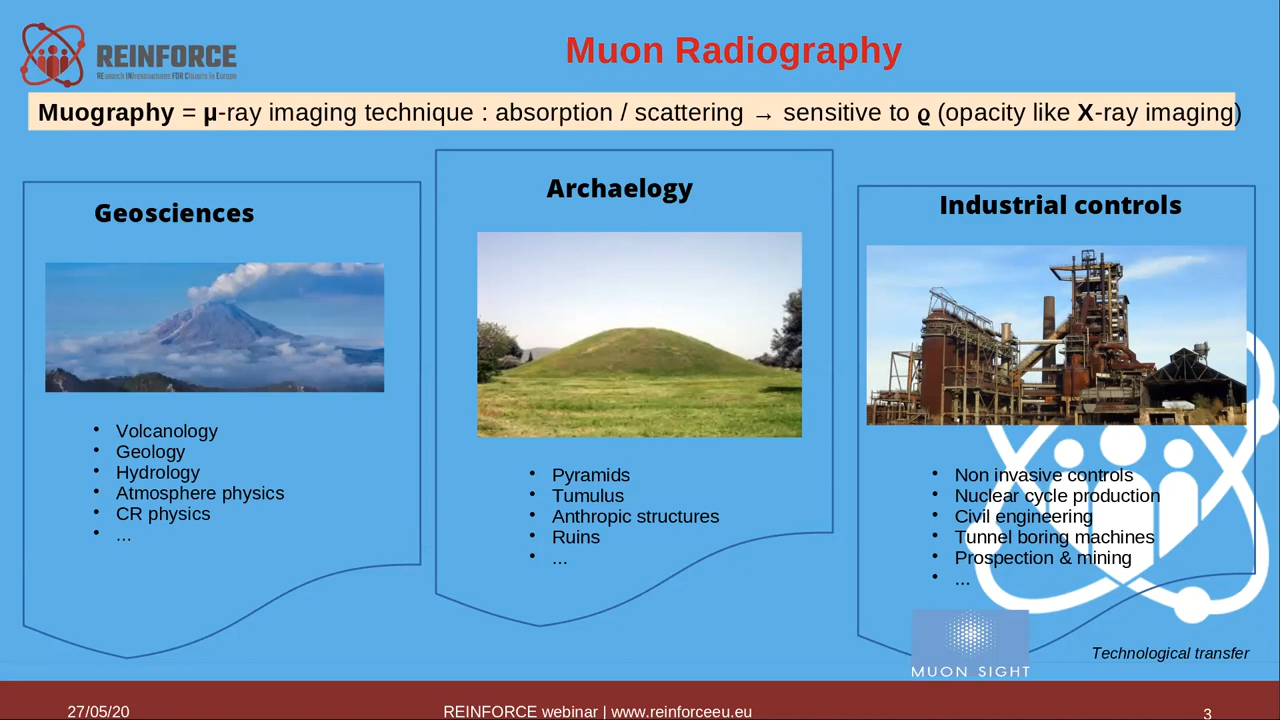 REINFORCE
REsearch INfrastructures FOR Citizens in Europe
Muon Radiography
Muography = µ-ray imaging technique : absorption / scattering → sensitive to ϱ (opacity like X-ray imaging)
Geosciences
• Volcanology
• Geology
• Hydrology
• Atmosphere physics
• CR physics
• ...
Archaelogy
• Pyramids
• Tumulus
• Anthropic structures
• Ruins
• ...
Industrial controls
• Non invasive controls
• Nuclear cycle production
• Civil engineering
• Tunnel boring machines
• Prospection & mining
• ...
MUON SIGHT
Technological transfer
27/05/20
REINFORCE webinar | www.reinforceeu.eu
3